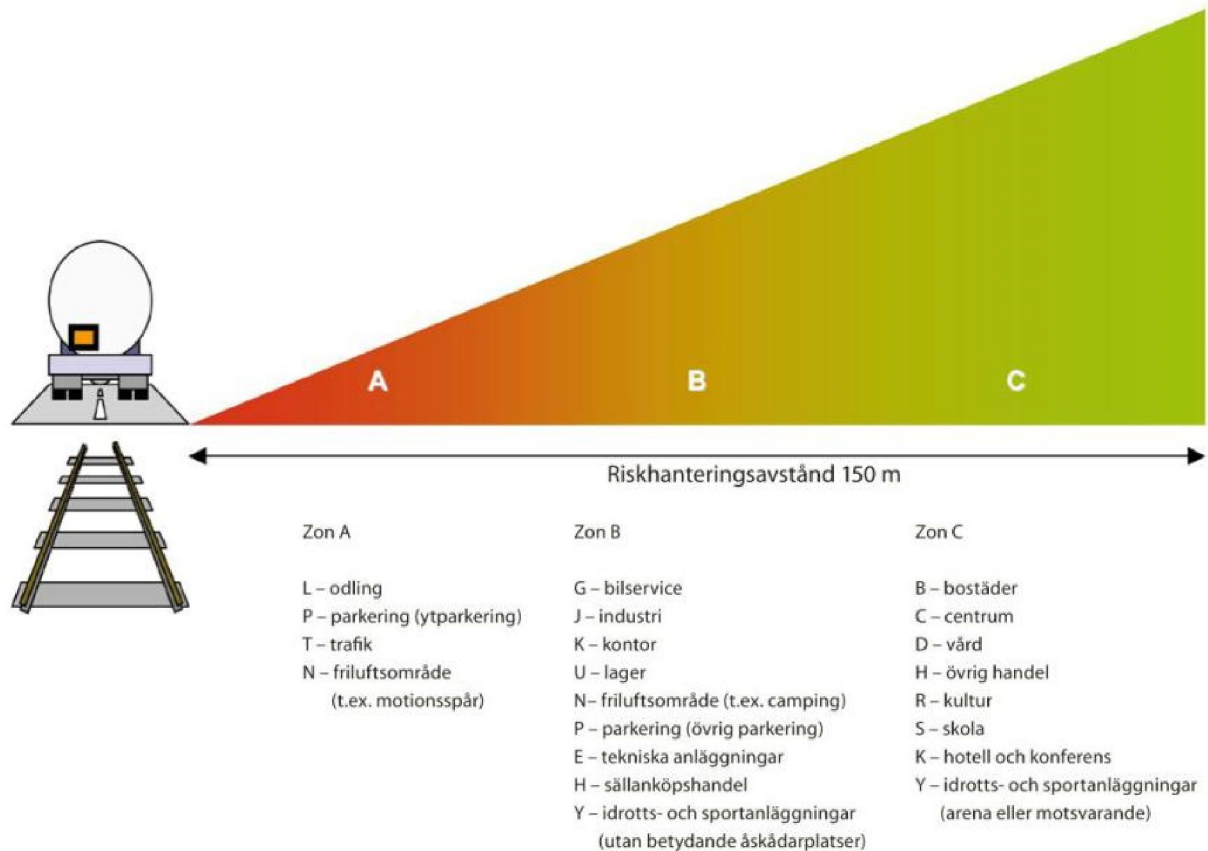 A
B
C
Riskhanteringsavstånd 150 m
Zon A
L – odling
P – parkering (ytparkering)
T – trafik
N – friluftsområde
(t.ex. motionsspår)
Zon B
G – bilservice
J – industri
K – kontor
U – lager
N– friluftsområde (t.ex. camping)
P – parkering (övrig parkering)
E – tekniska anläggningar
H – sällanköpshandel
Y – idrotts- och sportanläggningar
(utan betydande åskådarplatser)
Zon C
B – bostäder
C – centrum
D – vård
H – övrig handel
R – kultur
S – skola
K – hotell och konferens
Y – idrotts- och sportanläggningar
(arena eller motsvarande)